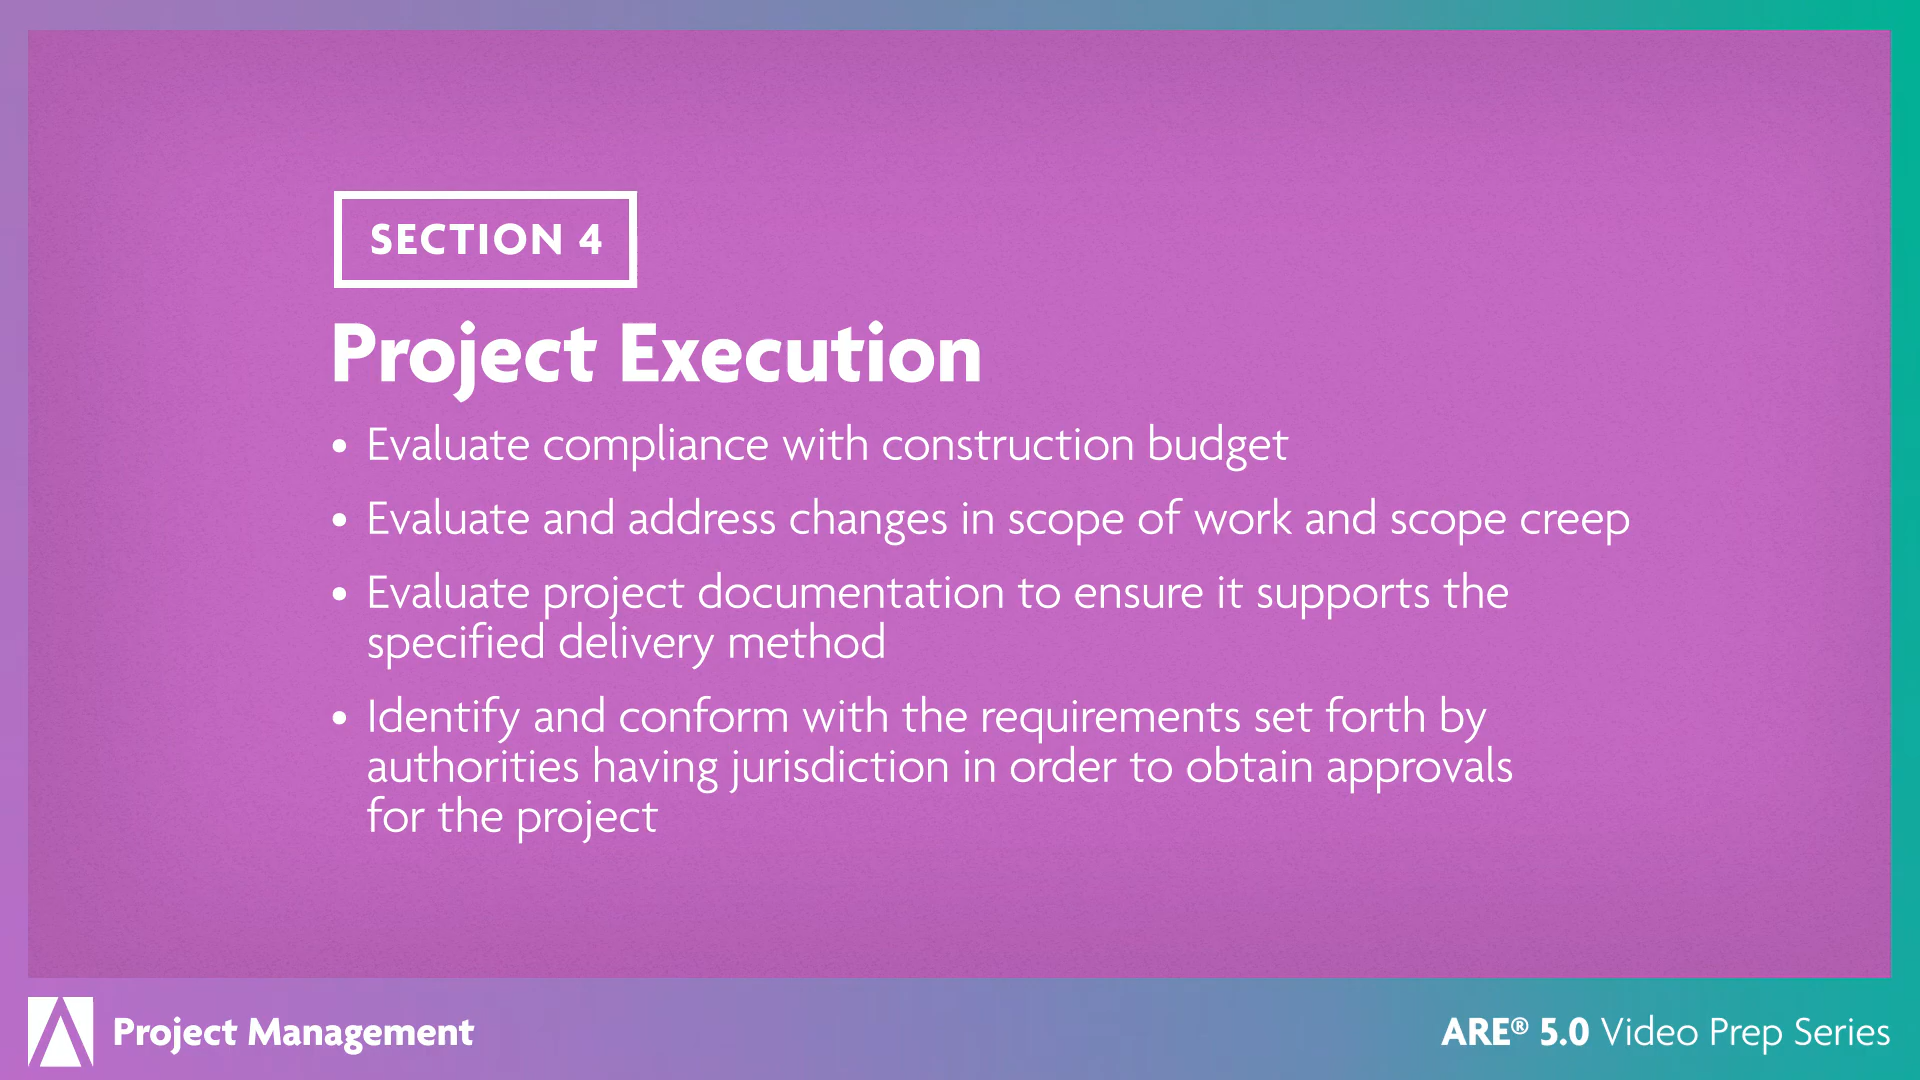 SECTION 4
Project Execution
• Evaluate compliance with construction budget
• Evaluate and address changes in scope of work and scope creep
• Evaluate project documentation to ensure it supports the
specified delivery method
• Identify and conform with the requirements set forth by
authorities having jurisdiction in order to obtain approvals
for the project
Project Management
ARE® 5.0 Video Prep Series